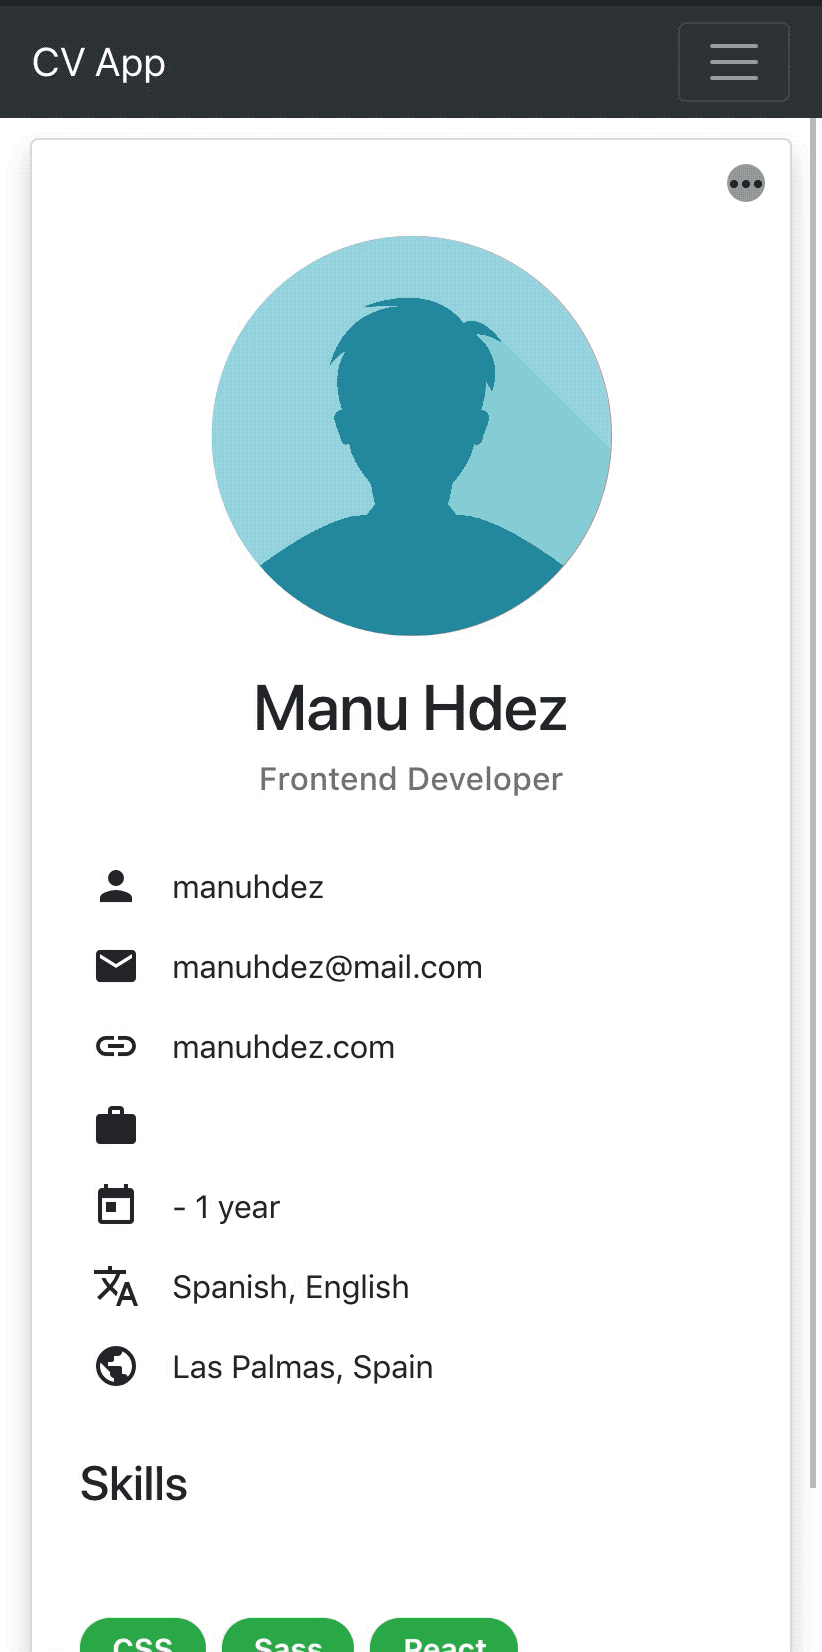 CV App
Manu Hdez
Frontend Developer
manuhdez
manuhdez@mail.com
manuhdez.com
- 1 year
Spanish, English
Las Palmas, Spain
Skills
CSS Sass React